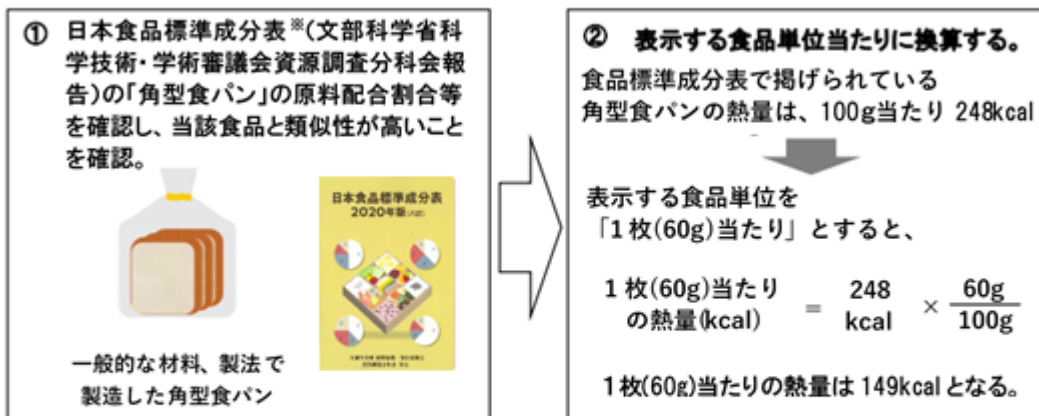 ① 日本食品標準成分表※(文部科学省科
学技術・学術審議会資源調査分科会報
告)の「角型食パン」の原料配合割合等
を確認し、当該食品と類似性が高いこと
を確認。
日本食品標準成分表
2020年版(八訂)
一般的な材料、製法で
製造した角型食パン
② 表示する食品単位当たりに換算する。
食品標準成分表で掲げられている
角型食パンの熱量は、100g当たり 248kcal
表示する食品単位を
「1枚(60g)当たり」とすると、
1枚(60g)当たり
の熱量(kcal)
=
248
kcal
×
60g
100g
1枚(60g)当たりの熱量は 149kcalとなる。